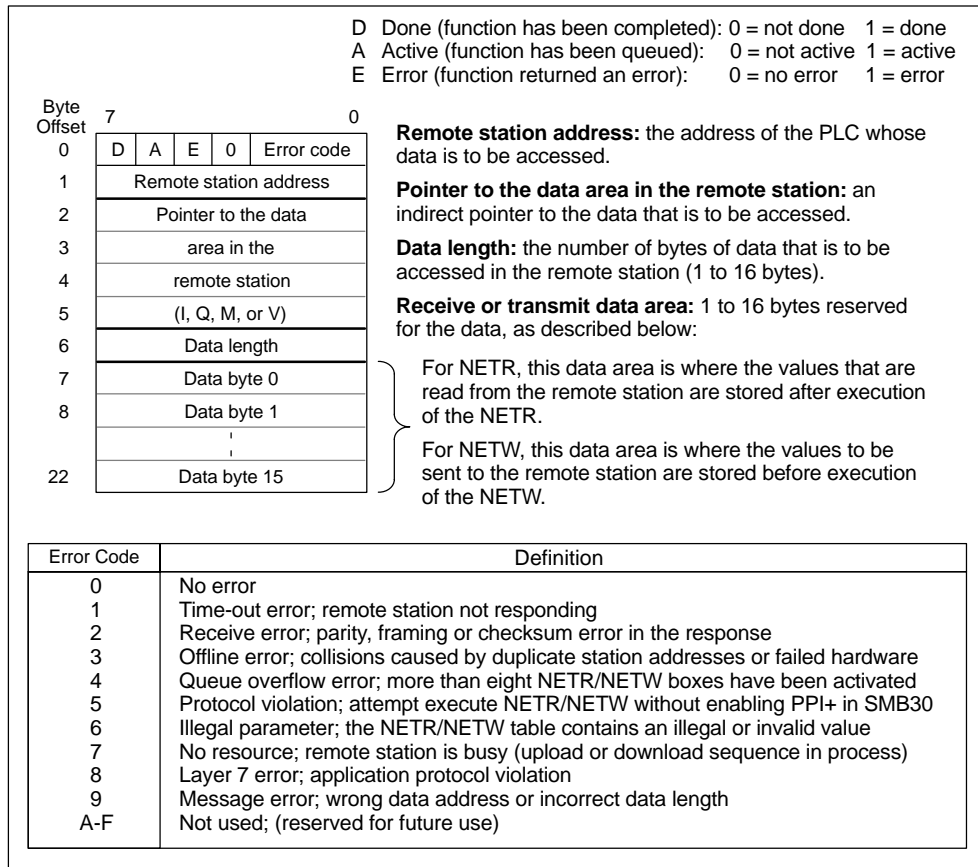 D Done (function has been completed): 0 = not done 1 = done
A Active (function has been queued): 0 = not active 1 = active
E Error (function returned an error): 0 = no error 1 = error
Byte
Offset 7 0
0 D A E 0 Error code
1 Remote station address
2 Pointer to the data
3 area in the
4 remote station
5 (I, Q, M, or V)
6 Data length
7 Data byte 0
8 Data byte 1
22 Data byte 15
Remote station address: the address of the PLC whose
data is to be accessed.
Pointer to the data area in the remote station: an
indirect pointer to the data that is to be accessed.
Data length: the number of bytes of data that is to be
accessed in the remote station (1 to 16 bytes).
Receive or transmit data area: 1 to 16 bytes reserved
for the data, as described below:
For NETR, this data area is where the values that are
read from the remote station are stored after execution
of the NETR.
For NETW, this data area is where the values to be
sent to the remote station are stored before execution
of the NETW.
Error Code Definition
0 No error
1 Time-out error; remote station not responding
2 Receive error; parity, framing or checksum error in the response
3 Offline error; collisions caused by duplicate station addresses or failed hardware
4 Queue overflow error; more than eight NETR/NETW boxes have been activated
5 Protocol violation; attempt execute NETR/NETW without enabling PPI+ in SMB30
6 Illegal parameter; the NETR/NETW table contains an illegal or invalid value
7 No resource; remote station is busy (upload or download sequence in process)
8 Layer 7 error; application protocol violation
9 Message error; wrong data address or incorrect data length
A-F Not used; (reserved for future use)